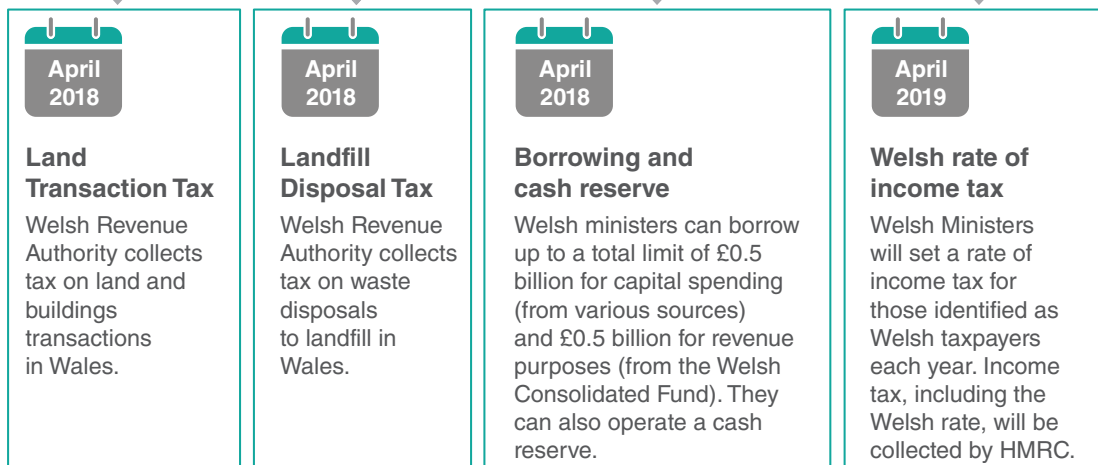 April
2018
Land
Transaction Tax
Welsh Revenue
Authority collects
tax on land and
buildings
transactions
in Wales.
April
2018
Landfill
Disposal Tax
Welsh Revenue
Authority collects
tax on waste
disposals
to landfill in
Wales.
April
2018
Borrowing and
cash reserve
Welsh ministers can borrow
up to a total limit of £0.5
billion for capital spending
(from various sources)
and £0.5 billion for revenue
purposes (from the Welsh
Consolidated Fund). They
can also operate a cash
reserve.
April
2019
Welsh rate of
income tax
Welsh Ministers
will set a rate of
income tax for
those identified as
Welsh taxpayers
each year. Income
tax, including the
Welsh rate, will be
collected by HMRC.